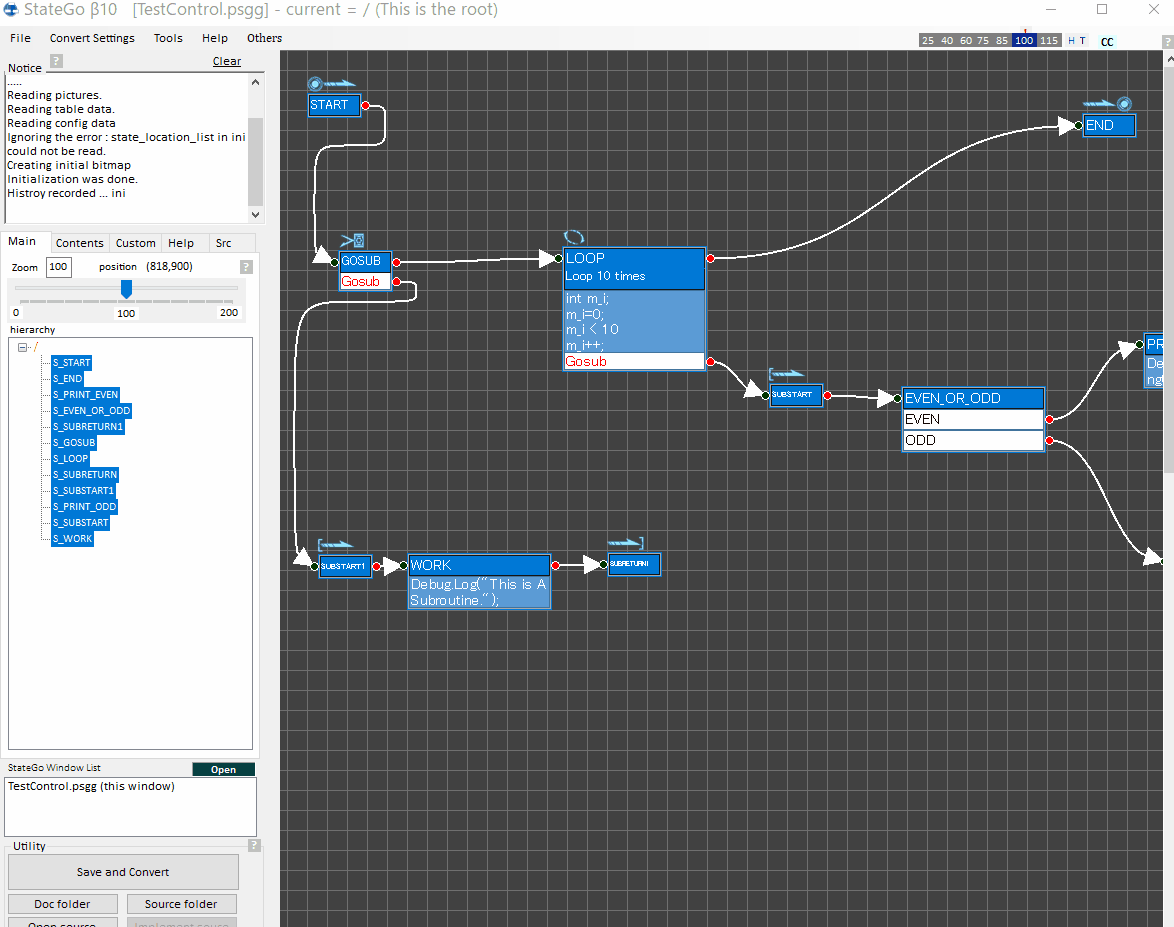 StateGo β10 [TestControl.psgg] - current = / (This is the root)
File Convert Settings Tools Help Others
25 40 60 75 85 100 115 H T CC ?
Notice ? Clear
.....
Reading pictures.
Reading table data.
Reading config data
Ignoring the error : state_location_list in ini
could not be read.
Creating initial bitmap
Initialization was done.
Histroy recorded ... ini
Main Contents Custom Help Src
Zoom 100 position (818,900) ?
0 100 200
hierarchy
/
S_START
S_END
S_PRINT_EVEN
S_EVEN_OR_ODD
S_SUBRETURN1
S_GOSUB
S_LOOP
S_SUBRETURN
S_SUBSTART1
S_PRINT_ODD
S_SUBSTART
S_WORK
StateGo Window List Open
TestControl.psgg (this window)
Utility ?
Save and Convert
Doc folder Source folder
Open source Implement source
START
END
GOSUB
Gosub
LOOP
Loop 10 times
int m_i;
m_i=0;
m_i < 10
m_i++;
Gosub
SUBSTART
EVEN_OR_ODD
EVEN
ODD
PR
De
ng(
SUBSTART1
WORK
Debug.Log("This is A
Subroutine.");
SUBRETURN1